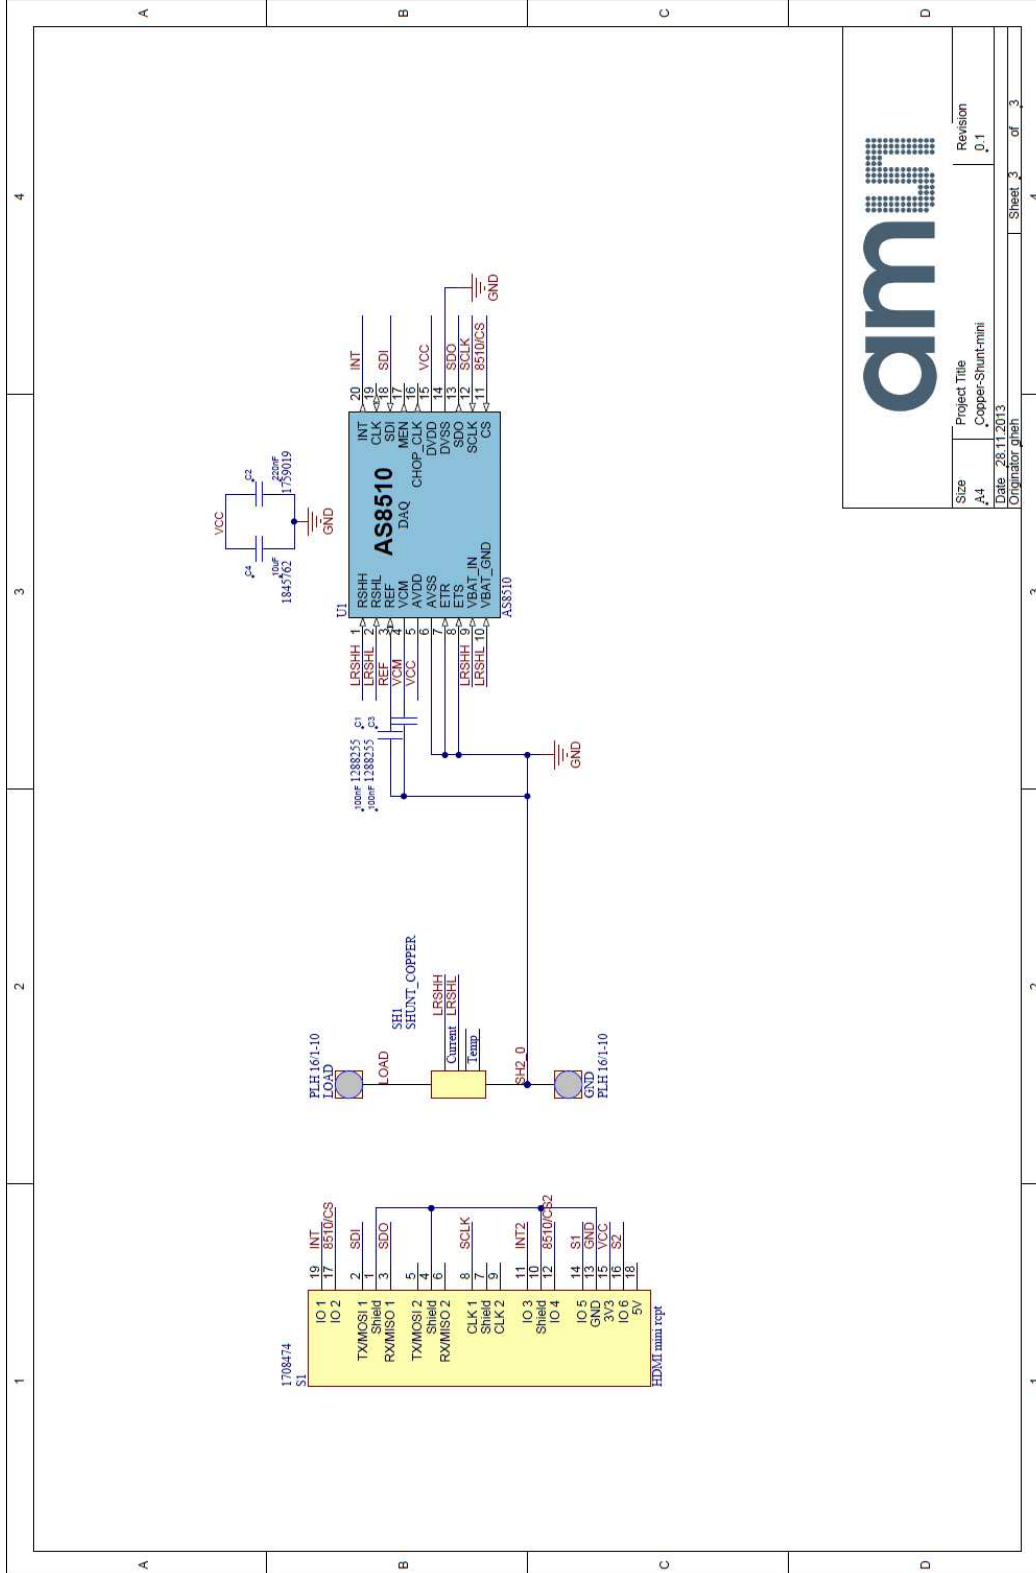 1
2
3
4
A
B
C
D
1708474
S1
IO 1 19 INT
IO 2 17 8510/CS
TX/MOSI 1 2 SDI
Shield 1
RX/MISO 1 3 SDO
TX/MOSI 2 5
Shield 4
RX/MISO 2 6
CLK 1 8 SCLK
Shield 7
CLK 2 9
IO 3 11 INT2
Shield 10
IO 4 12 8510/CS2
IO 5 14 S1
GND 13 GND
3V3 15 VCC
IO 6 16 S2
5V 18
HDMI mini rcpt
PLH 16/1-10
LOAD
LOAD
SH1
SHUNT_COPPER
Current
LRSHH
LRSHL
Temp
SH2_0
GND
PLH 16/1-10
100nF 1288255 C1
100nF 1288255 C3
GND
VCC
C4
10uF
1845762
C2
220nF
1759019
GND
U1
AS8510
DAQ
LRSHH 1 RSHH
LRSHL 2 RSHL
REF 3 REF
VCM 4 VCM
VCC 5 AVDD
6 AVSS
7 ETR
8 ETS
LRSHH 9 VBAT_IN
LRSHL 10 VBAT_GND
INT 20 INT
CLK 19
SDI 18 SDI
MEN 17
CHOP_CLK 16
DVDD 15 VCC
DVSS 14
SDO 13 SDO
SCLK 12 SCLK
CS 11 8510/CS
AS8510
GND
amu
Size
A4
Project Title
Copper-Shunt-mini
Revision
0.1
Date 28.11.2013
Originator gheh
Sheet 3 of 3
1
2
3
4
A
B
C
D